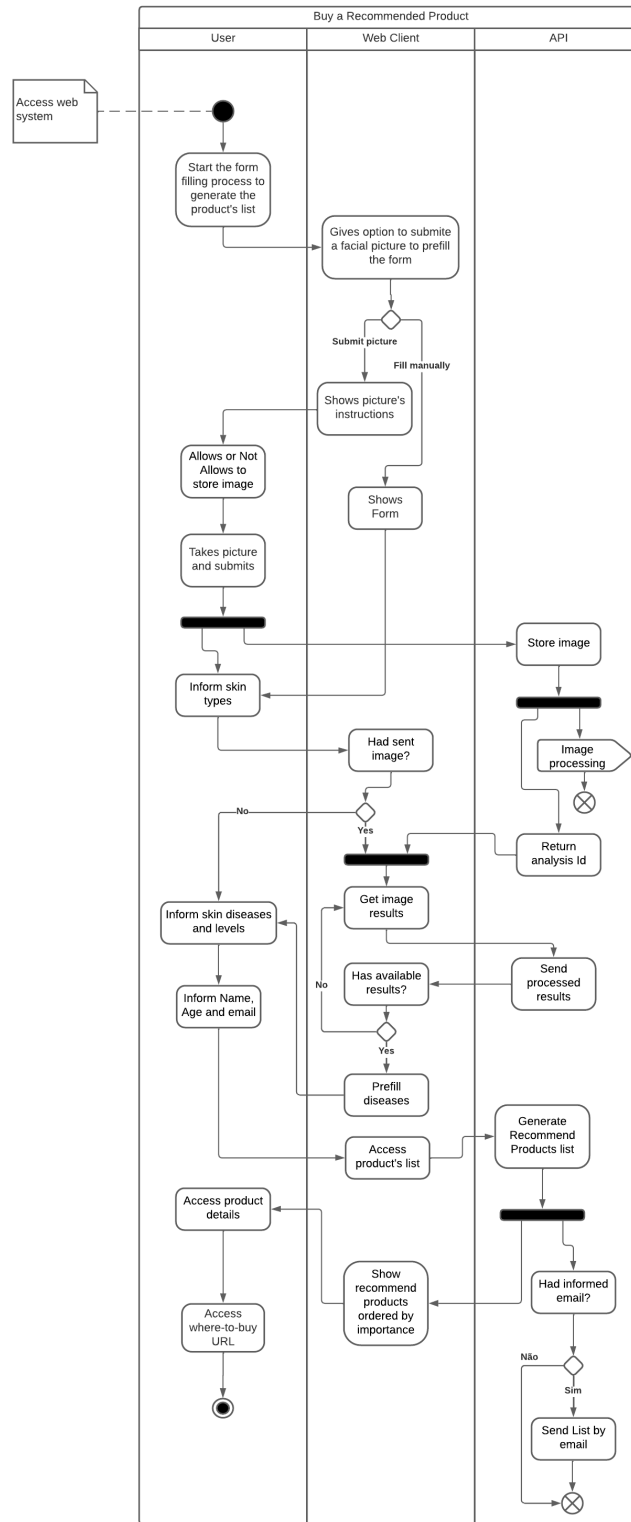 Buy a Recommended Product
User
Web Client
API
Access web
system
Start the form
filling process to
generate the
product's list
Gives option to submite
a facial picture to prefill
the form
Submit picture
Fill manually
Shows picture's
instructions
Allows or Not
Allows to
store image
Shows
Form
Takes picture
and submits
Store image
Inform skin
types
Had sent
image?
Image
processing
No
Yes
Return
analysis Id
Get image
results
Inform skin diseases
and levels
Send
processed
results
Has available
results?
No
Inform Name,
Age and email
Yes
Prefill
diseases
Generate
Recommend
Products list
Access
product's list
Access product
details
Show
recommend
products
ordered by
importance
Had informed
email?
Access
where-to-buy
URL
Não
Sim
Send List by
email